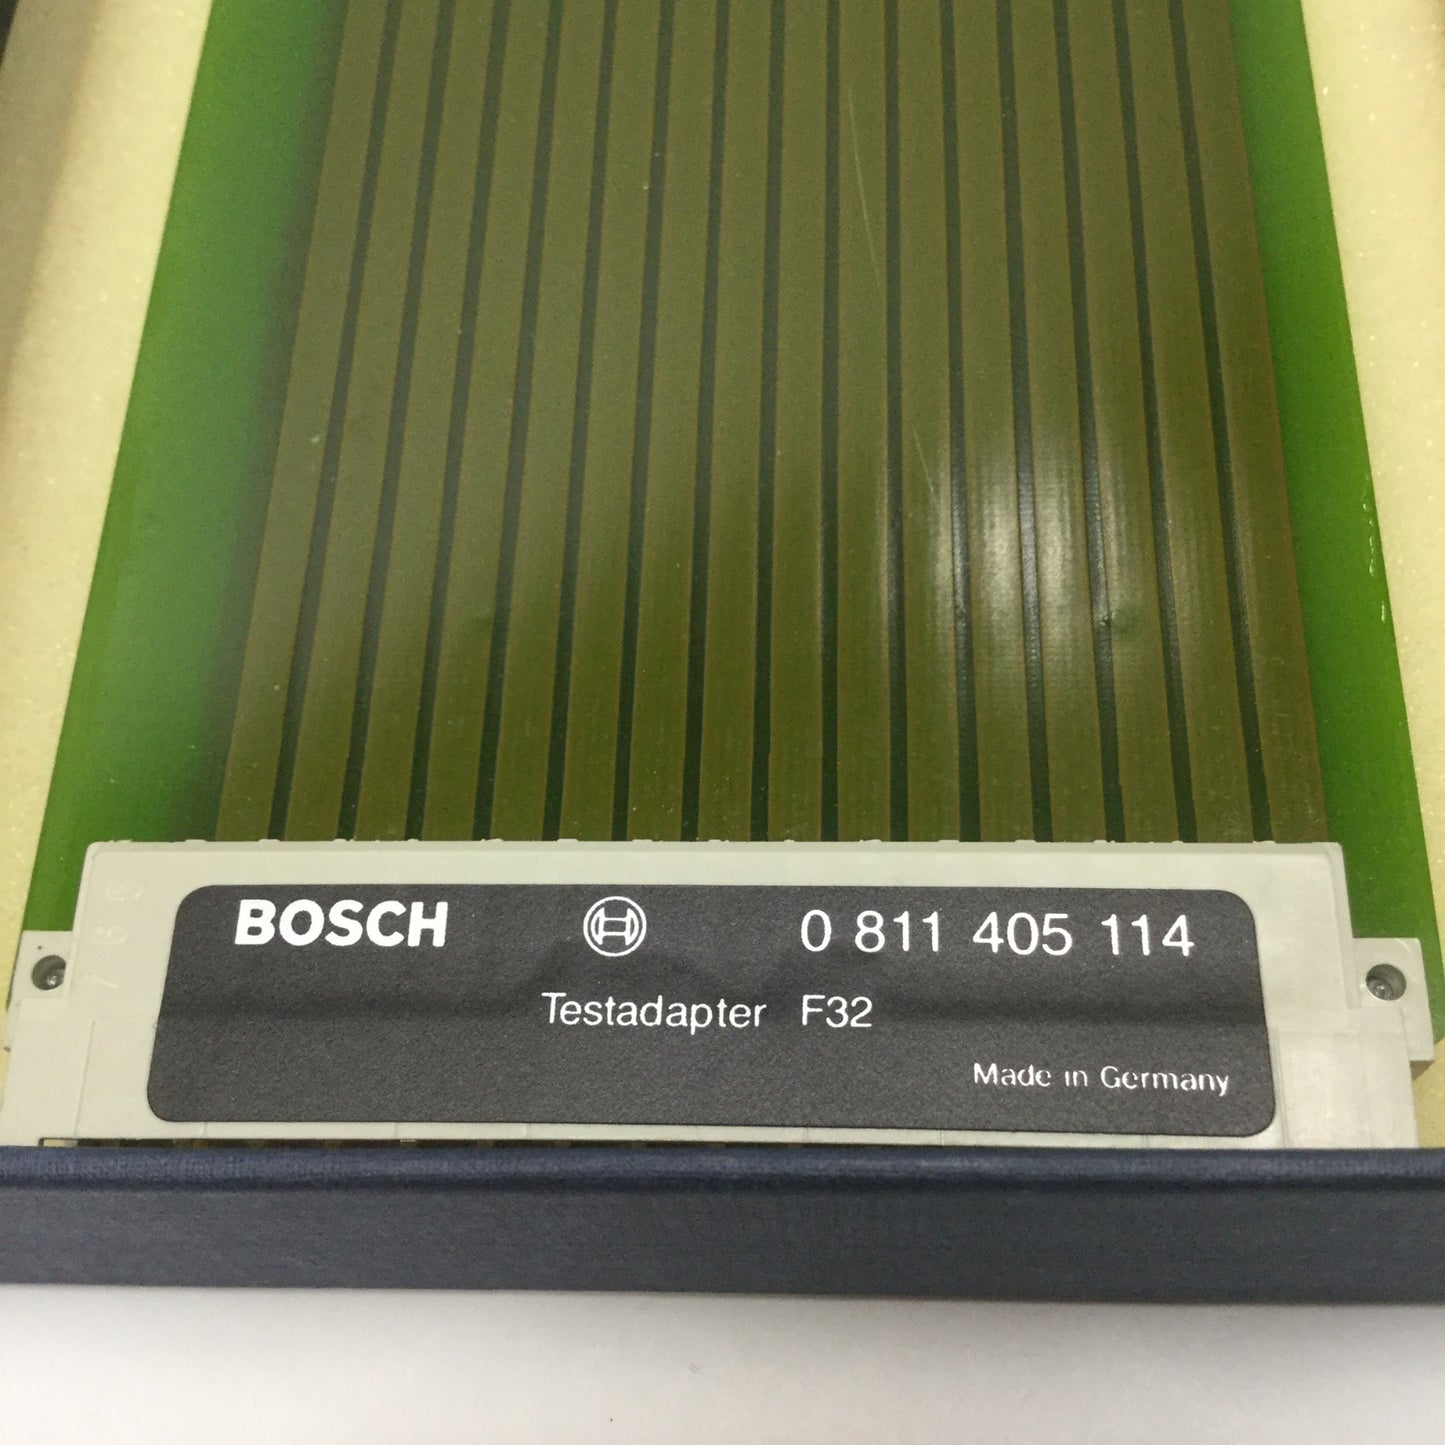 BOSCH 0 811 405 114
Testadapter F32
Made in Germany